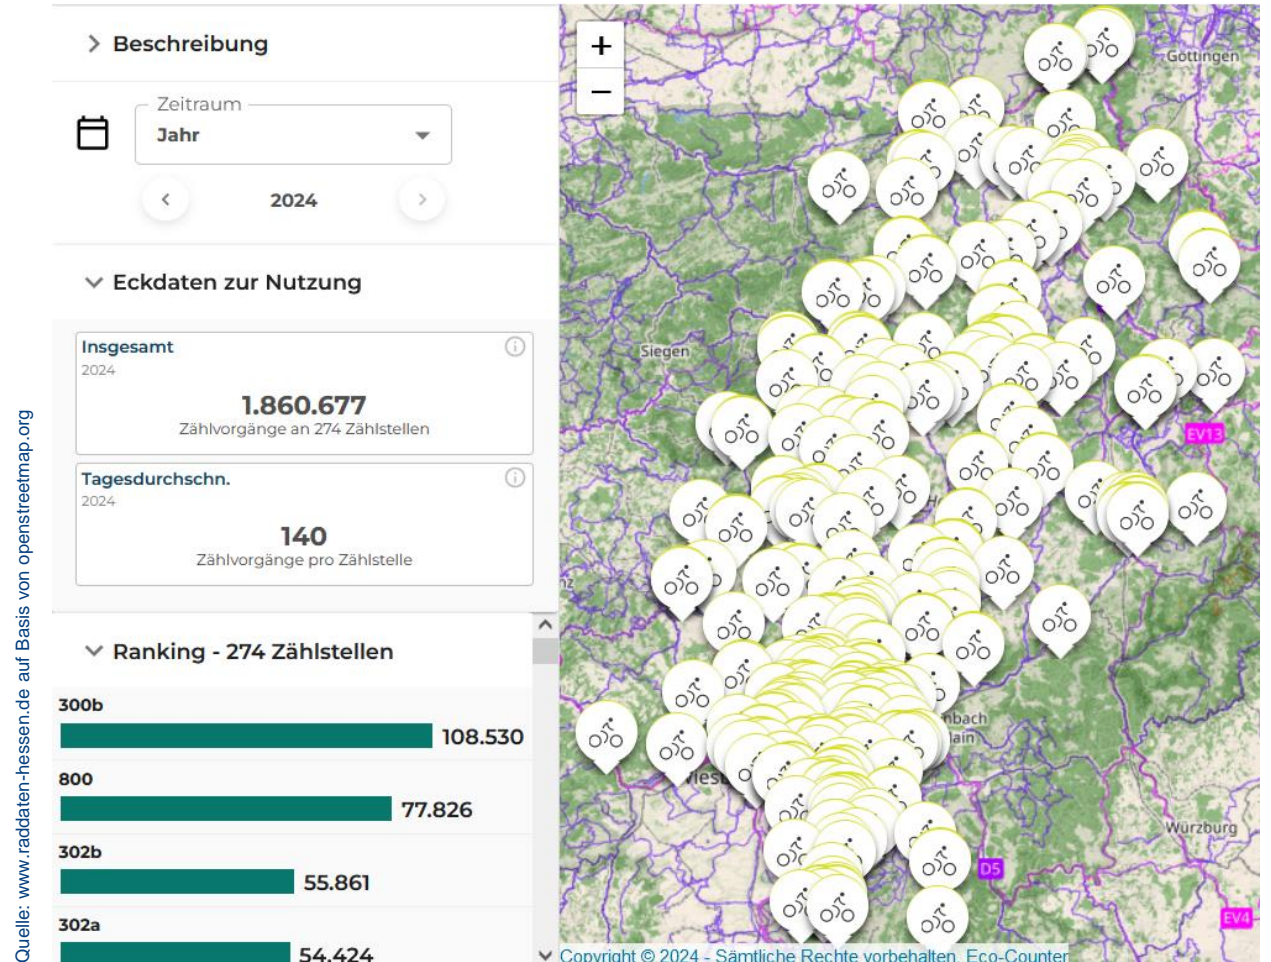 Beschreibung
Zeitraum
Jahr
2024
Eckdaten zur Nutzung
Insgesamt
2024
1.860.677
Zählvorgänge an 274 Zählstellen
Tagesdurchschn.
2024
140
Zählvorgänge pro Zählstelle
Ranking - 274 Zählstellen
300b
108.530
800
77.826
302b
55.861
302a
54.424
Quelle: www.raddaten-hessen.de auf Basis von openstreetmap.org
+
−
Göttingen
Siegen
EV13
Würzburg
D5
EV4
Copyright © 2024 - Sämtliche Rechte vorbehalten. Eco-Counter